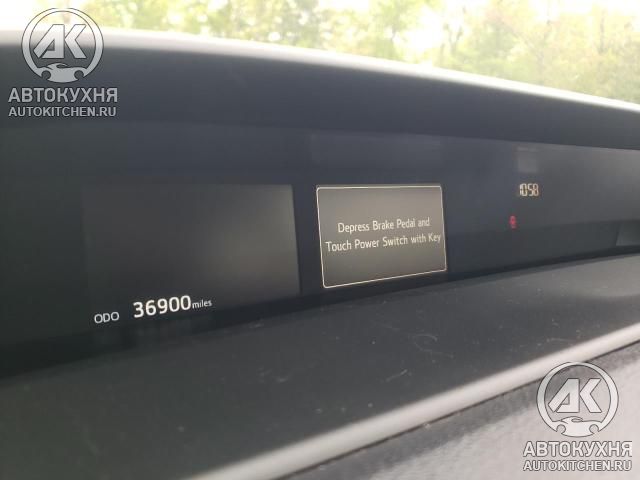 AK
АВТОКУХНЯ
AUTOKITCHEN.RU
10:58
Depress Brake Pedal and
Touch Power Switch with Key
ODO 36900 miles
AK
АВТОКУХНЯ
AUTOKITCHEN.RU